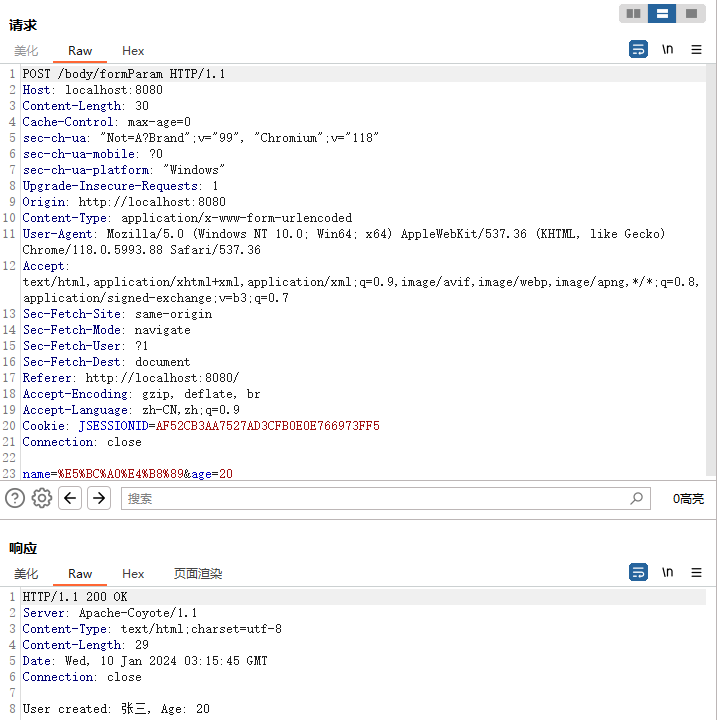 请求
美化 Raw Hex \n
1 POST /body/formParam HTTP/1.1
2 Host: localhost:8080
3 Content-Length: 30
4 Cache-Control: max-age=0
5 sec-ch-ua: "Not=A?Brand";v="99", "Chromium";v="118"
6 sec-ch-ua-mobile: ?0
7 sec-ch-ua-platform: "Windows"
8 Upgrade-Insecure-Requests: 1
9 Origin: http://localhost:8080
10 Content-Type: application/x-www-form-urlencoded
11 User-Agent: Mozilla/5.0 (Windows NT 10.0; Win64; x64) AppleWebKit/537.36 (KHTML, like Gecko)
Chrome/118.0.5993.88 Safari/537.36
12 Accept:
text/html,application/xhtml+xml,application/xml;q=0.9,image/avif,image/webp,image/apng,*/*;q=0.8,
application/signed-exchange;v=b3;q=0.7
13 Sec-Fetch-Site: same-origin
14 Sec-Fetch-Mode: navigate
15 Sec-Fetch-User: ?1
16 Sec-Fetch-Dest: document
17 Referer: http://localhost:8080/
18 Accept-Encoding: gzip, deflate, br
19 Accept-Language: zh-CN,zh;q=0.9
20 Cookie: JSESSIONID=AF52CB3AA7527AD3CFB0E0E766973FF5
21 Connection: close
22
23 name=%E5%BC%A0%E4%B8%89&age=20
搜索 0高亮
响应
美化 Raw Hex 页面渲染 \n
1 HTTP/1.1 200 OK
2 Server: Apache-Coyote/1.1
3 Content-Type: text/html;charset=utf-8
4 Content-Length: 29
5 Date: Wed, 10 Jan 2024 03:15:45 GMT
6 Connection: close
7
8 User created: 张三, Age: 20